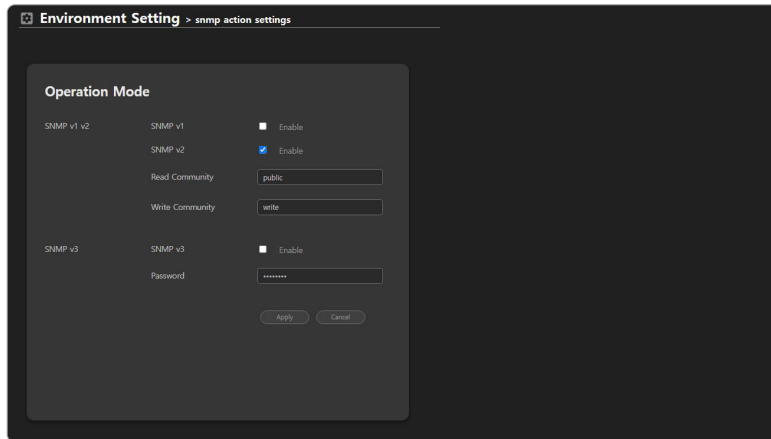 Environment Setting > snmp action settings
Operation Mode
SNMP v1 v2 SNMP v1 Enable
SNMP v2 Enable
Read Community public
Write Community write
SNMP v3 SNMP v3 Enable
Password ••••••••
Apply Cancel